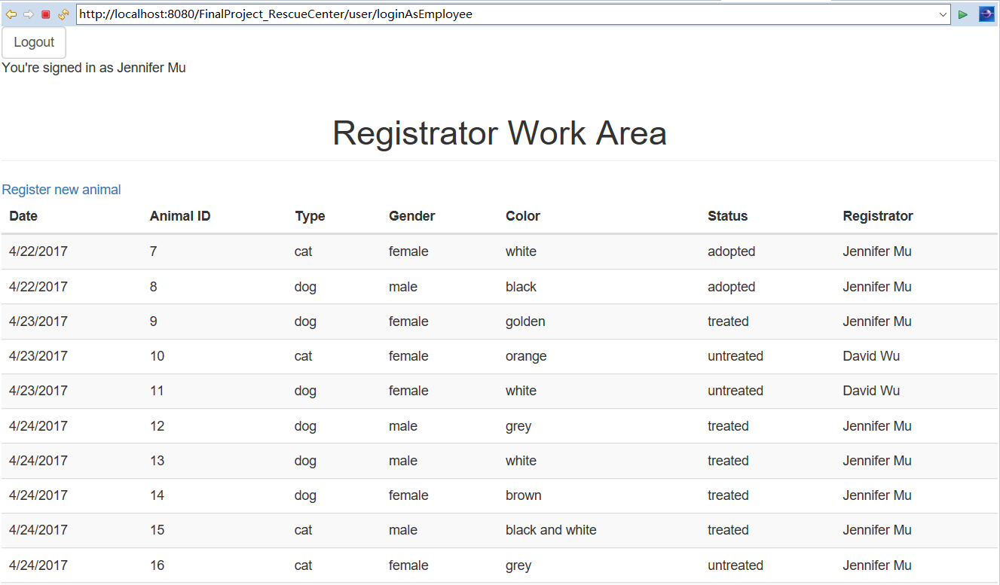 http://localhost:8080/FinalProject_RescueCenter/user/loginAsEmployee
Logout
You're signed in as Jennifer Mu
Registrator Work Area
Register new animal
Date Animal ID Type Gender Color Status Registrator
4/22/2017 7 cat female white adopted Jennifer Mu
4/22/2017 8 dog male black adopted Jennifer Mu
4/23/2017 9 dog female golden treated Jennifer Mu
4/23/2017 10 cat female orange untreated David Wu
4/23/2017 11 dog female white untreated David Wu
4/24/2017 12 dog male grey treated Jennifer Mu
4/24/2017 13 dog male white treated Jennifer Mu
4/24/2017 14 dog female brown treated Jennifer Mu
4/24/2017 15 cat male black and white treated Jennifer Mu
4/24/2017 16 cat female grey untreated Jennifer Mu